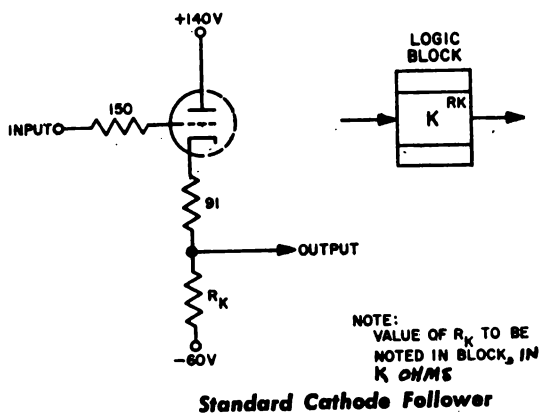 +140V
LOGIC
BLOCK
150
INPUT
K
RK
91
OUTPUT
RK
-60V
NOTE:
VALUE OF RK TO BE
NOTED IN BLOCK, IN
K OHMS
Standard Cathode Follower